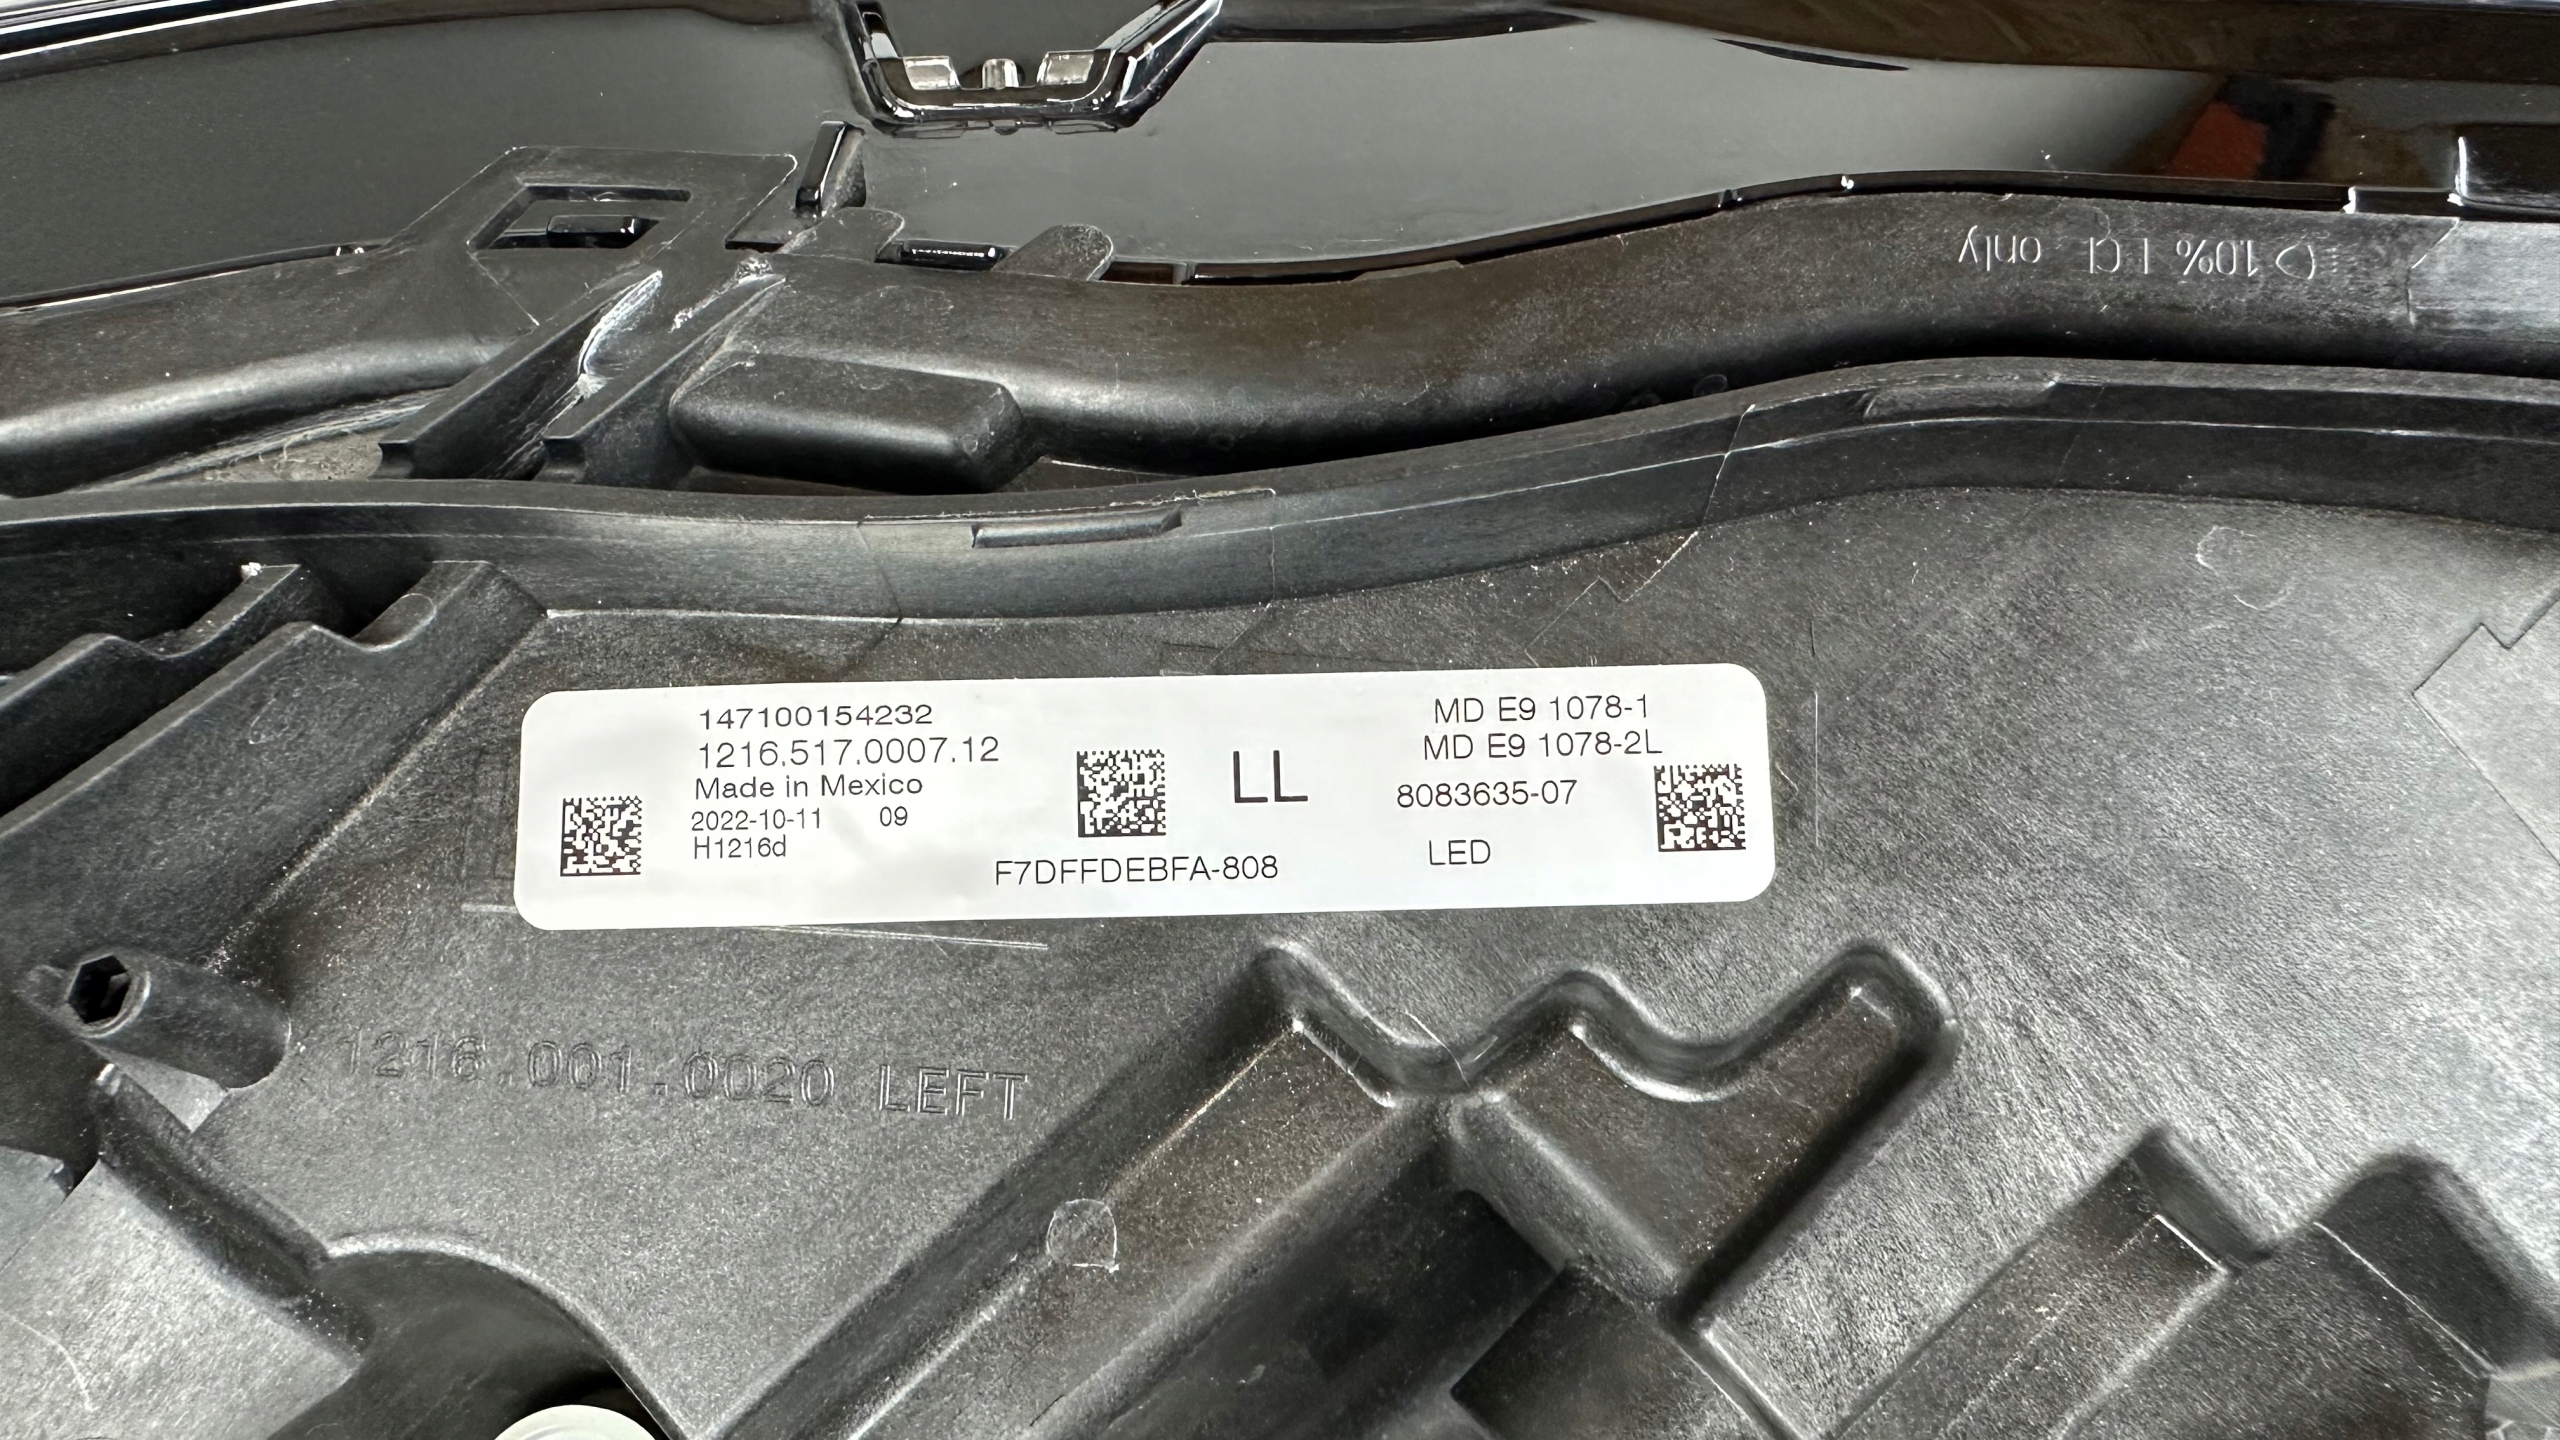 10% LCL only
147100154232
1216.517.0007.12
Made in Mexico
2022-10-11 09
H1216d
F7DFFDEBFA-808
LL
MD E9 1078-1
MD E9 1078-2L
8083635-07
LED
1216.001.0020 LEFT